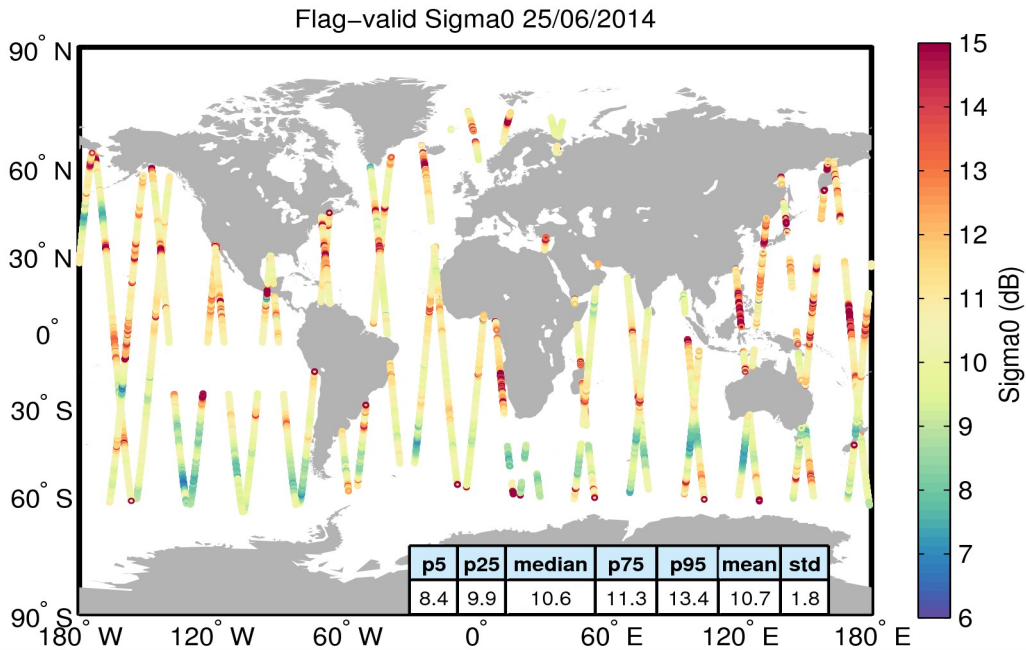 Flag−valid Sigma0 25/06/2014
90° N
60° N
30° N
0°
30° S
60° S
90° S
180° W 120° W 60° W 0° 60° E 120° E 180° E
p5 p25 median p75 p95 mean std
8.4 9.9 10.6 11.3 13.4 10.7 1.8
15
14
13
12
11
10
9
8
7
6
Sigma0 (dB)